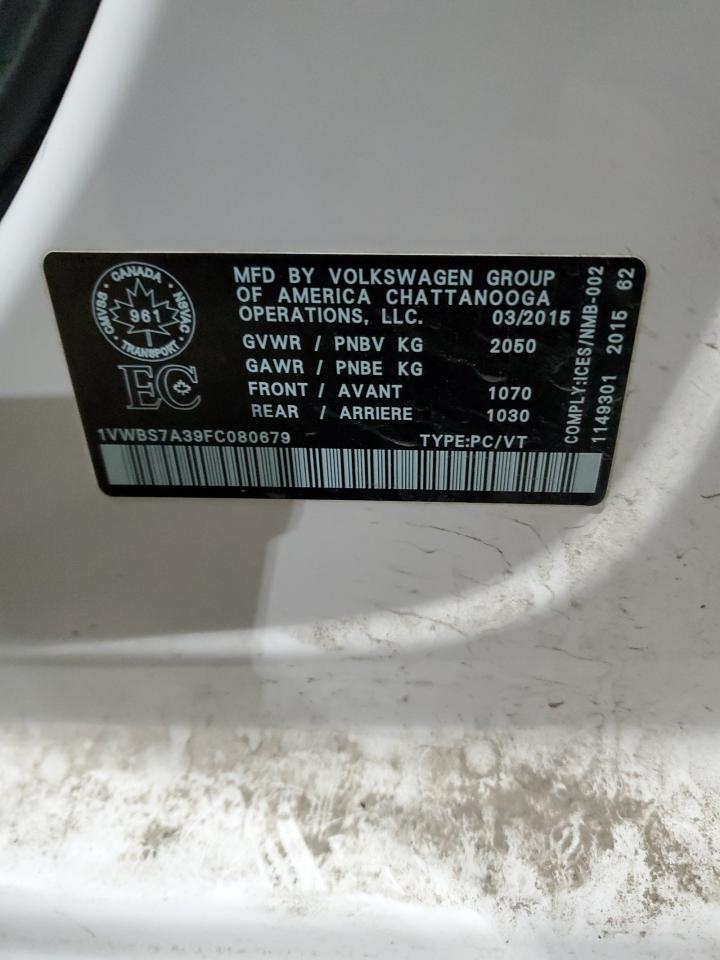 CANADA
CMVSS
NSVAC
961
TRANSPORT
EC
MFD BY VOLKSWAGEN GROUP
OF AMERICA CHATTANOOGA
OPERATIONS, LLC. 03/2015
GVWR / PNBV KG 2050
GAWR / PNBE KG
FRONT / AVANT 1070
REAR / ARRIERE 1030
1VWBS7A39FC080679 TYPE:PC/VT
COMPLY:ICES/NMB-002
1149301 2015 62